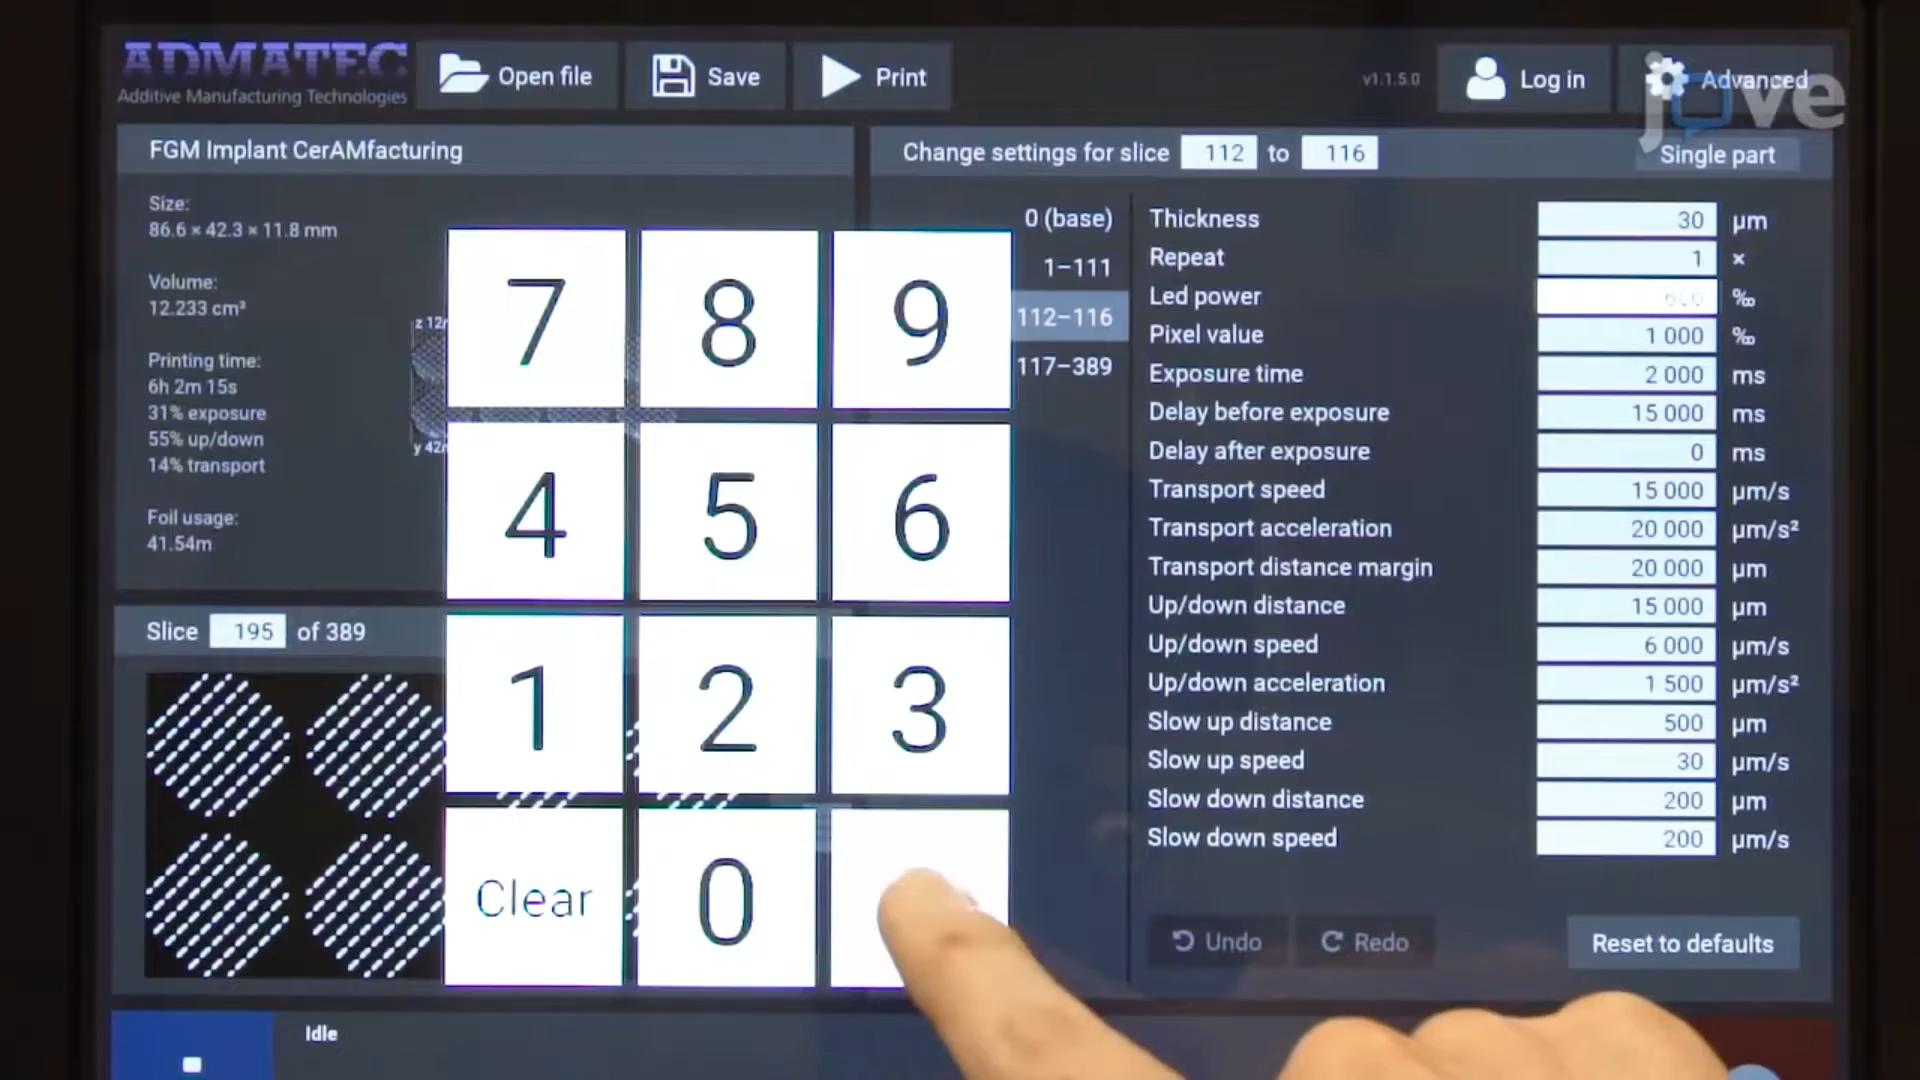 ADMATEC
Additive Manufacturing Technologies
Open file
Save
Print
v1.1.5.0
Log in
Advanced
jove
FGM Implant CerAMfacturing
Size:
86.6 × 42.3 × 11.8 mm
Volume:
12.233 cm³
Printing time:
6h 2m 15s
31% exposure
55% up/down
14% transport
Foil usage:
41.54m
z 12
y 42
Slice 195 of 389
7 8 9
4 5 6
1 2 3
Clear 0
Change settings for slice 112 to 116
Single part
0 (base)
1–111
112–116
117–389
Thickness 30 µm
Repeat 1 ×
Led power ‰
Pixel value 1 000 ‰
Exposure time 2 000 ms
Delay before exposure 15 000 ms
Delay after exposure 0 ms
Transport speed 15 000 µm/s
Transport acceleration 20 000 µm/s²
Transport distance margin 20 000 µm
Up/down distance 15 000 µm
Up/down speed 6 000 µm/s
Up/down acceleration 1 500 µm/s²
Slow up distance 500 µm
Slow up speed 30 µm/s
Slow down distance 200 µm
Slow down speed 200 µm/s
Undo
Redo
Reset to defaults
Idle